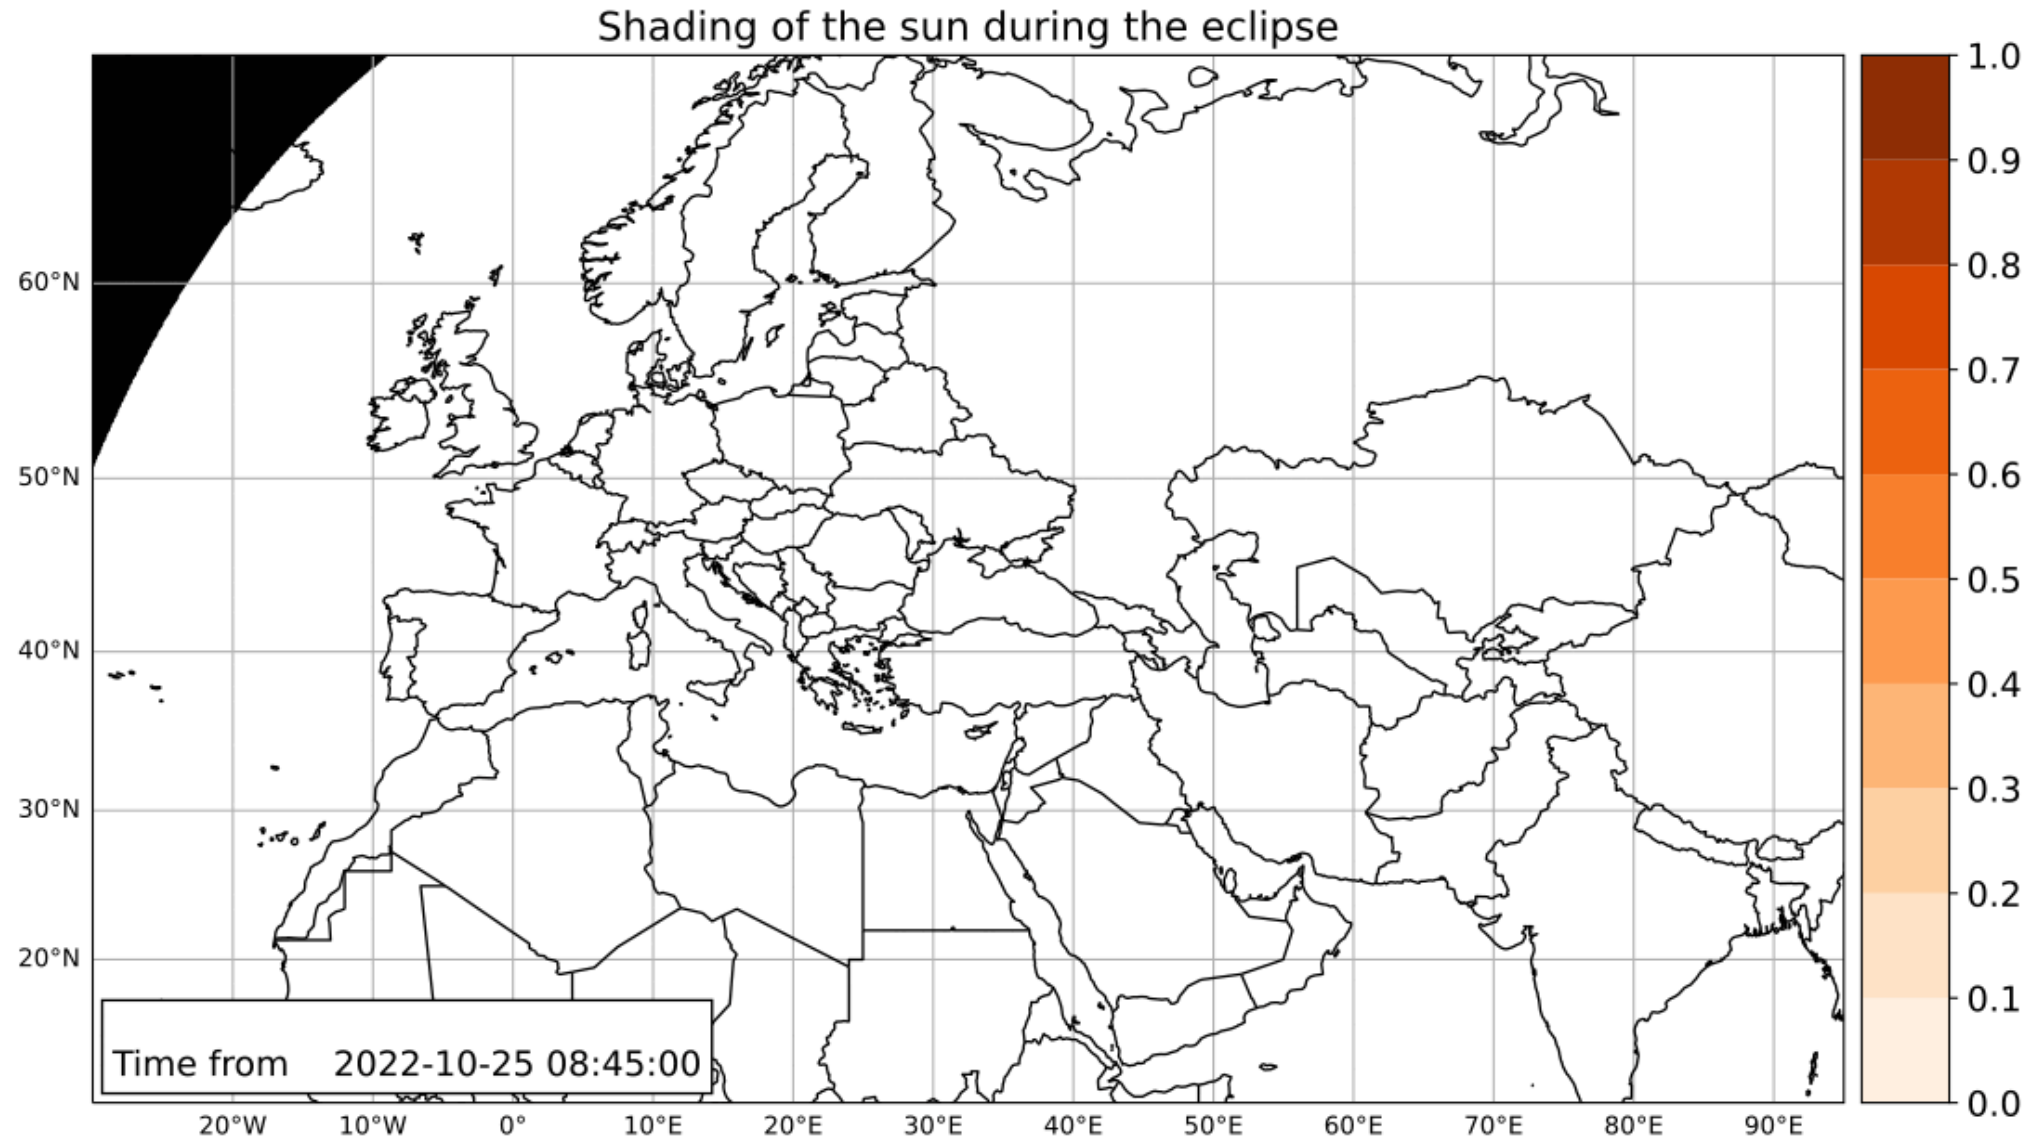 Shading of the sun during the eclipse
1.0
0.9
0.8
0.7
0.6
0.5
0.4
0.3
0.2
0.1
0.0
60°N
50°N
40°N
30°N
20°N
Time from 2022-10-25 08:45:00
20°W 10°W 0° 10°E 20°E 30°E 40°E 50°E 60°E 70°E 80°E 90°E